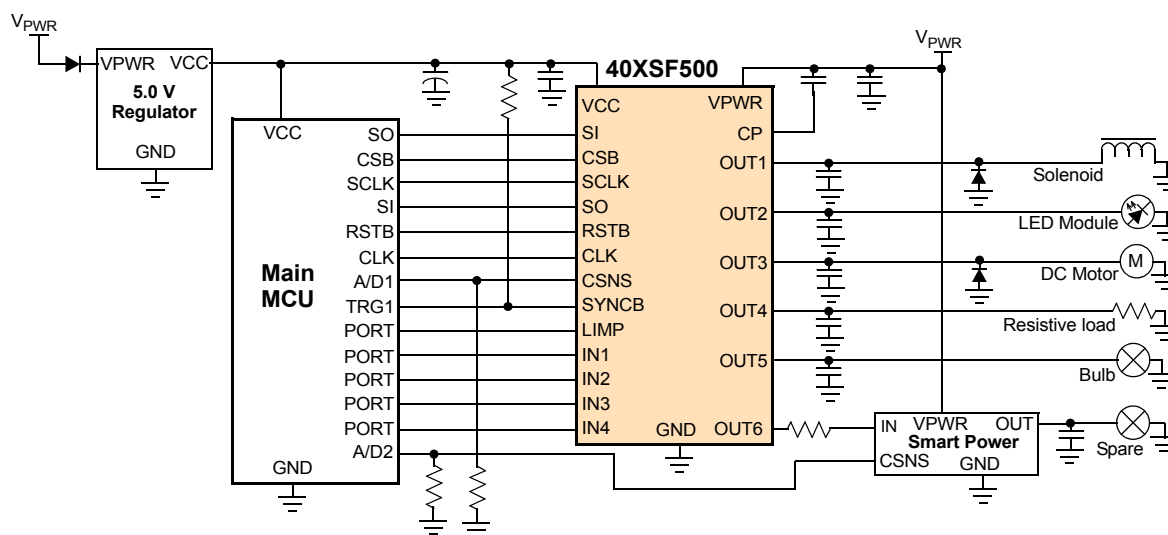 VPWR
VPWR VCC
5.0 V
Regulator
GND
Main
MCU
VCC
SO
CSB
SCLK
SI
RSTB
CLK
A/D1
TRG1
PORT
PORT
PORT
PORT
PORT
A/D2
GND
40XSF500
VCC
SI
CSB
SCLK
SO
RSTB
CLK
CSNS
SYNCB
LIMP
IN1
IN2
IN3
IN4
GND
VPWR
CP
OUT1
OUT2
OUT3
OUT4
OUT5
OUT6
VPWR
Solenoid
LED Module
DC Motor
M
Resistive load
Bulb
IN VPWR OUT
Smart Power
CSNS GND
Spare